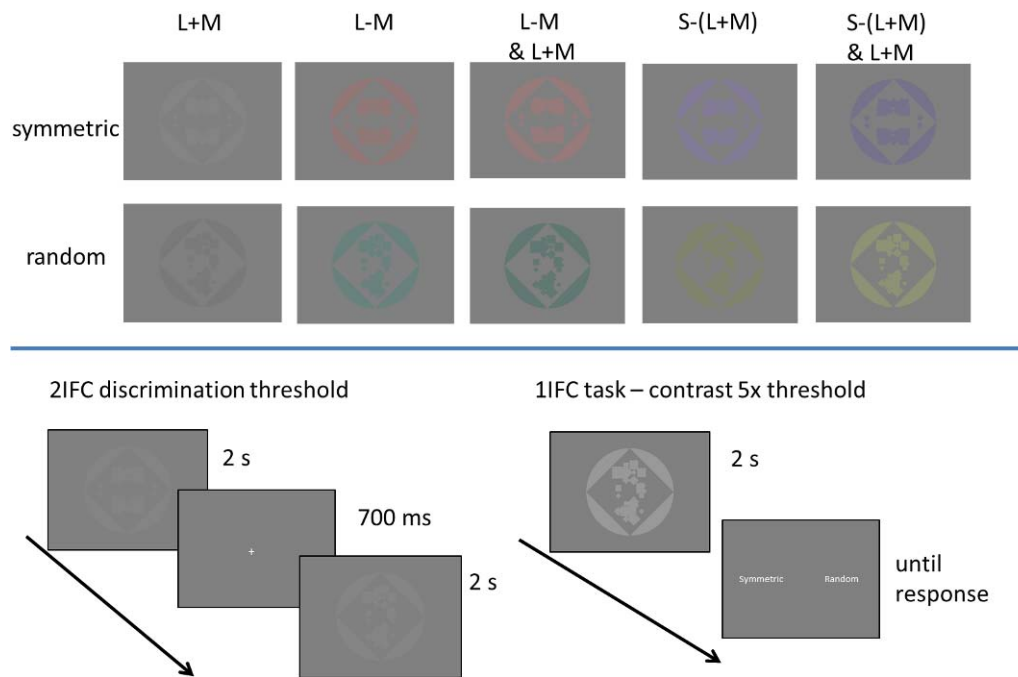 L+M
L-M
L-M
& L+M
S-(L+M)
S-(L+M)
& L+M
symmetric
random
2IFC discrimination threshold
2 s
700 ms
+
2 s
1IFC task – contrast 5x threshold
2 s
Symmetric Random
until
response